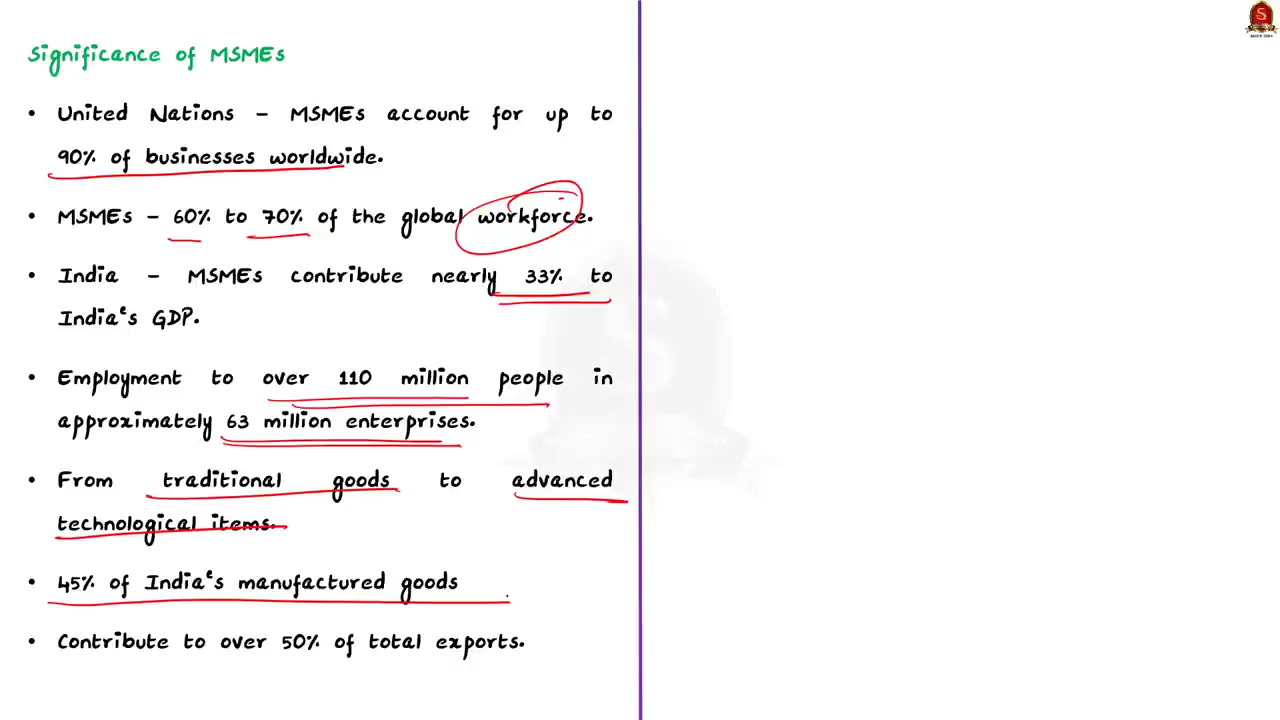 Significance of MSMEs
• United Nations – MSMEs account for up to
90% of businesses worldwide.
• MSMEs – 60% to 70% of the global workforce.
• India – MSMEs contribute nearly 33% to
India's GDP.
• Employment to over 110 million people in
approximately 63 million enterprises.
• From traditional goods to advanced
technological items.
• 45% of India's manufactured goods
• Contribute to over 50% of total exports.
S
SINCE 2004